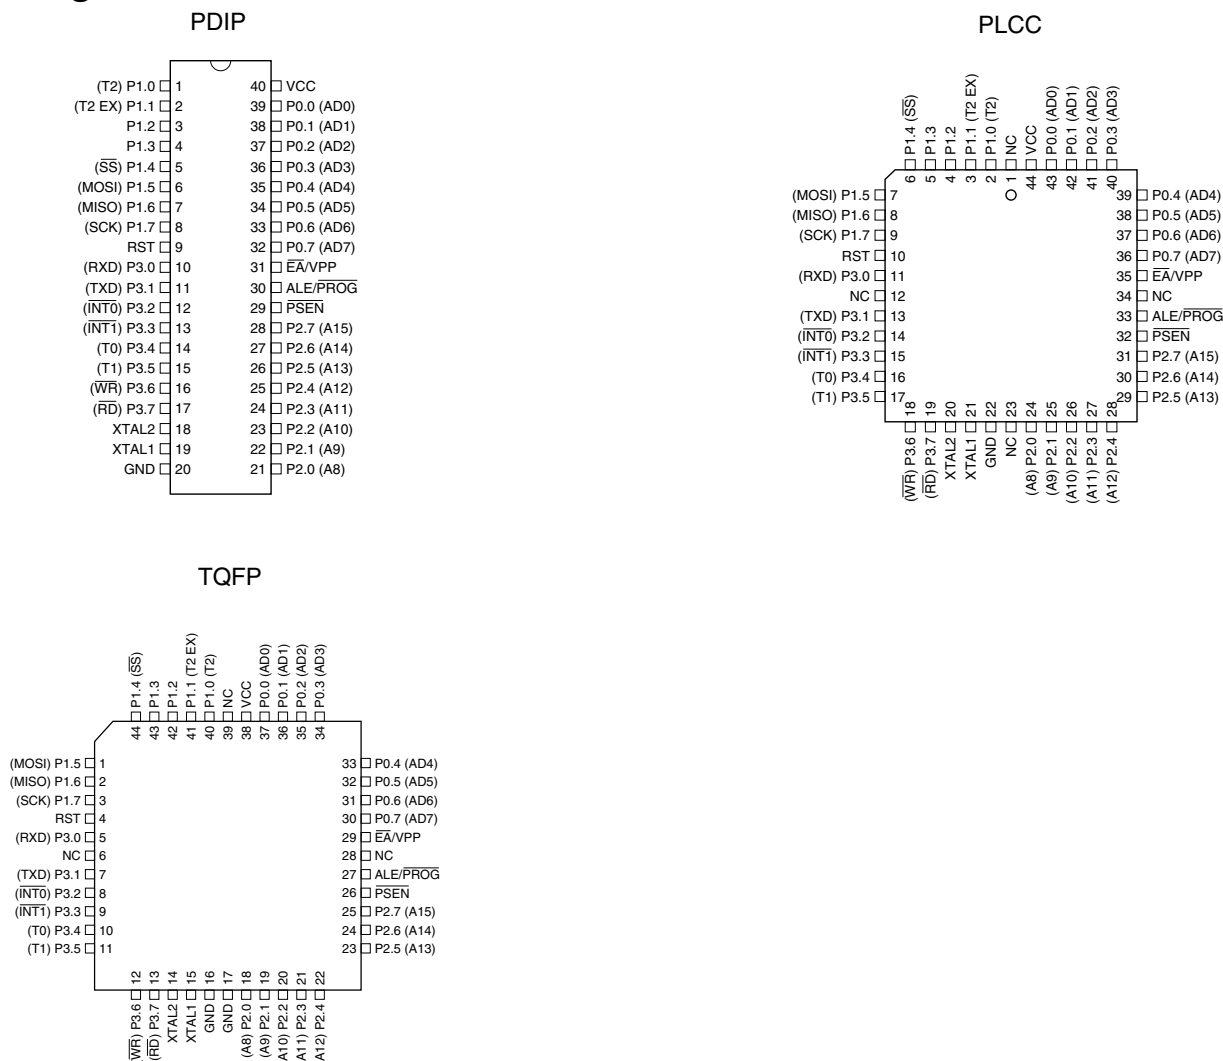 PDIP
(T2) P1.0 1 40 VCC
(T2 EX) P1.1 2 39 P0.0 (AD0)
P1.2 3 38 P0.1 (AD1)
P1.3 4 37 P0.2 (AD2)
(SS) P1.4 5 36 P0.3 (AD3)
(MOSI) P1.5 6 35 P0.4 (AD4)
(MISO) P1.6 7 34 P0.5 (AD5)
(SCK) P1.7 8 33 P0.6 (AD6)
RST 9 32 P0.7 (AD7)
(RXD) P3.0 10 31 EA/VPP
(TXD) P3.1 11 30 ALE/PROG
(INT0) P3.2 12 29 PSEN
(INT1) P3.3 13 28 P2.7 (A15)
(T0) P3.4 14 27 P2.6 (A14)
(T1) P3.5 15 26 P2.5 (A13)
(WR) P3.6 16 25 P2.4 (A12)
(RD) P3.7 17 24 P2.3 (A11)
XTAL2 18 23 P2.2 (A10)
XTAL1 19 22 P2.1 (A9)
GND 20 21 P2.0 (A8)
PLCC
P1.4 (SS)
P1.3
P1.2
P1.1 (T2 EX)
P1.0 (T2)
NC
VCC
P0.0 (AD0)
P0.1 (AD1)
P0.2 (AD2)
P0.3 (AD3)
6 5 4 3 2 1 44 43 42 41 40
(MOSI) P1.5 7 39 P0.4 (AD4)
(MISO) P1.6 8 38 P0.5 (AD5)
(SCK) P1.7 9 37 P0.6 (AD6)
RST 10 36 P0.7 (AD7)
(RXD) P3.0 11 35 EA/VPP
NC 12 34 NC
(TXD) P3.1 13 33 ALE/PROG
(INT0) P3.2 14 32 PSEN
(INT1) P3.3 15 31 P2.7 (A15)
(T0) P3.4 16 30 P2.6 (A14)
(T1) P3.5 17 29 P2.5 (A13)
18 19 20 21 22 23 24 25 26 27 28
(WR) P3.6
(RD) P3.7
XTAL2
XTAL1
GND
NC
(A8) P2.0
(A9) P2.1
(A10) P2.2
(A11) P2.3
(A12) P2.4
TQFP
P1.4 (SS)
P1.3
P1.2
P1.1 (T2 EX)
P1.0 (T2)
NC
VCC
P0.0 (AD0)
P0.1 (AD1)
P0.2 (AD2)
P0.3 (AD3)
44 43 42 41 40 39 38 37 36 35 34
(MOSI) P1.5 1 33 P0.4 (AD4)
(MISO) P1.6 2 32 P0.5 (AD5)
(SCK) P1.7 3 31 P0.6 (AD6)
RST 4 30 P0.7 (AD7)
(RXD) P3.0 5 29 EA/VPP
NC 6 28 NC
(TXD) P3.1 7 27 ALE/PROG
(INT0) P3.2 8 26 PSEN
(INT1) P3.3 9 25 P2.7 (A15)
(T0) P3.4 10 24 P2.6 (A14)
(T1) P3.5 11 23 P2.5 (A13)
12 13 14 15 16 17 18 19 20 21 22
(WR) P3.6
(RD) P3.7
XTAL2
XTAL1
GND
GND
(A8) P2.0
(A9) P2.1
A10) P2.2
A11) P2.3
A12) P2.4